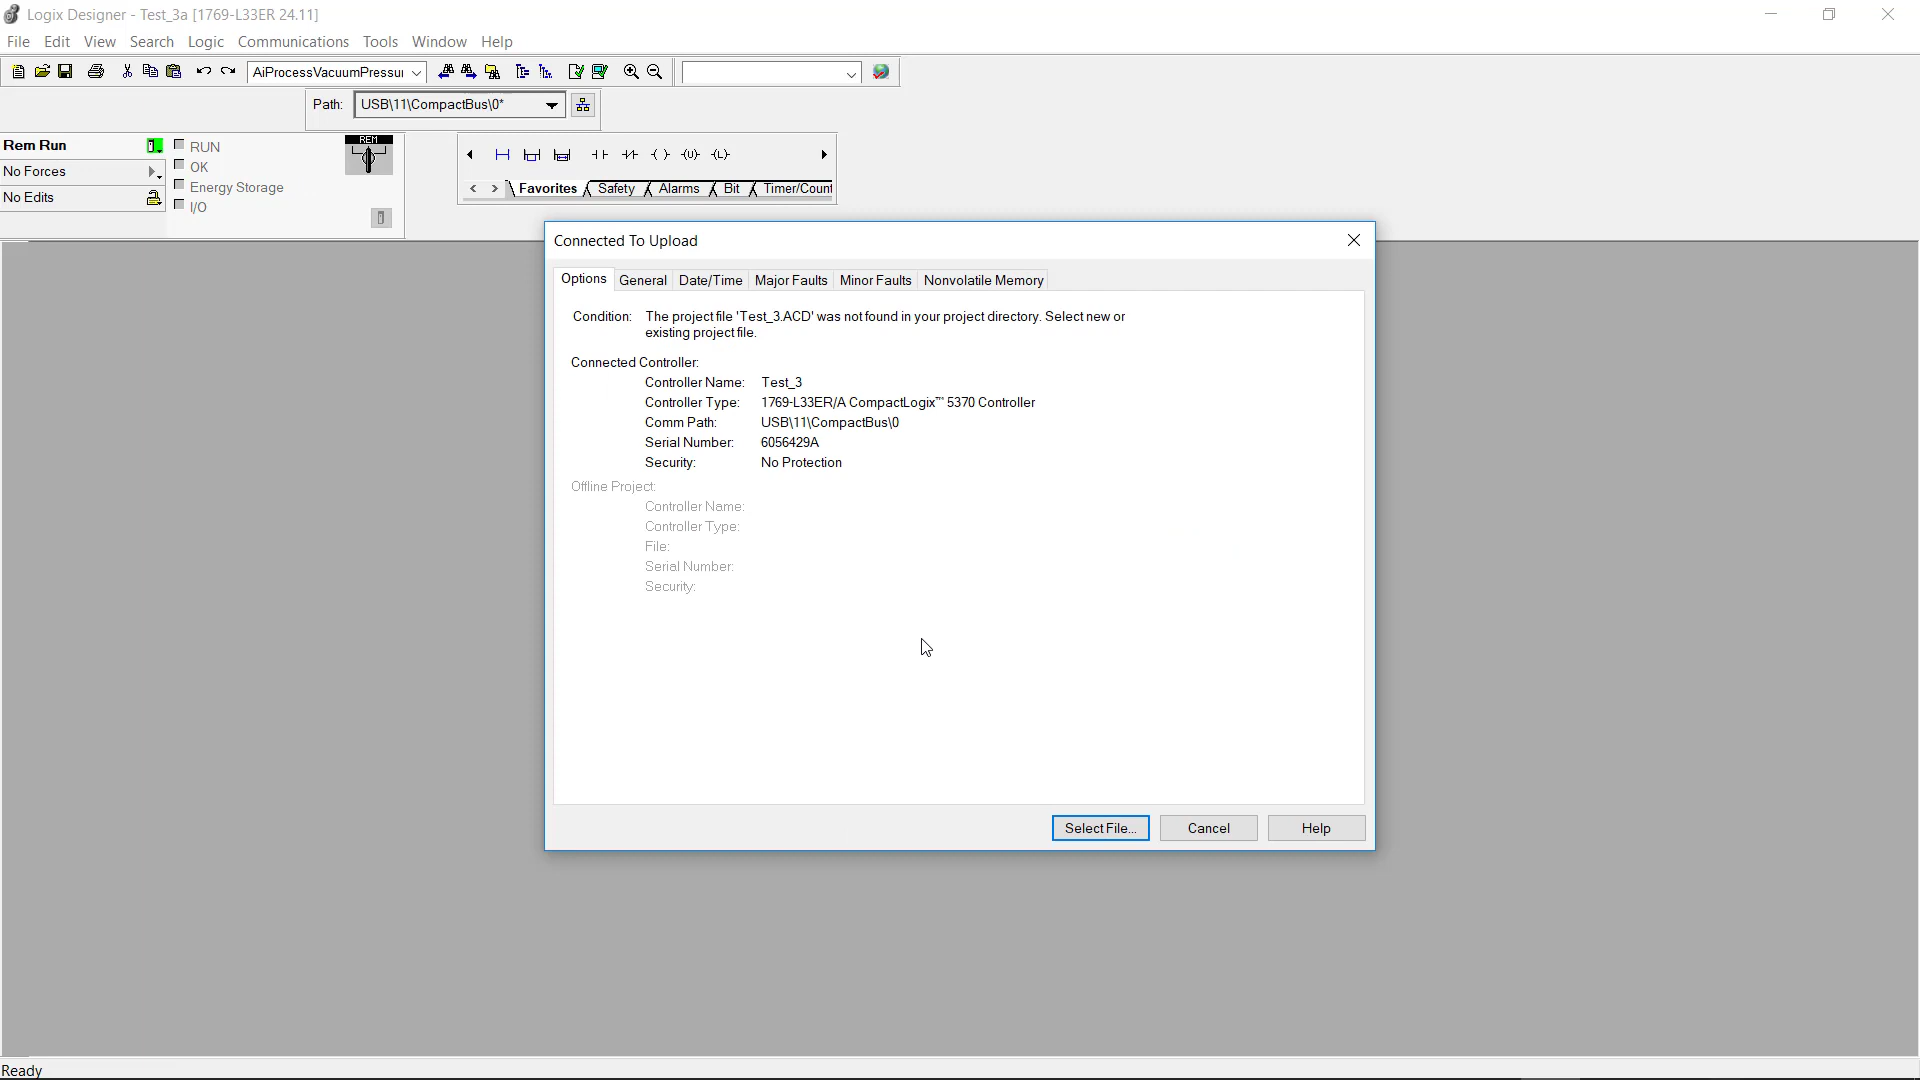 Logix Designer - Test_3a [1769-L33ER 24.11]
File Edit View Search Logic Communications Tools Window Help
AiProcessVacuumPressu
Path: USB\11\CompactBus\0*
Rem Run
No Forces
No Edits
RUN
OK
Energy Storage
I/O
REM
Favorites Safety Alarms Bit Timer/Count
Connected To Upload
Options General Date/Time Major Faults Minor Faults Nonvolatile Memory
Condition: The project file 'Test_3.ACD' was not found in your project directory. Select new or
existing project file.
Connected Controller:
Controller Name: Test_3
Controller Type: 1769-L33ER/A CompactLogix™ 5370 Controller
Comm Path: USB\11\CompactBus\0
Serial Number: 6056429A
Security: No Protection
Offline Project:
Controller Name:
Controller Type:
File:
Serial Number:
Security:
Select File... Cancel Help
Ready